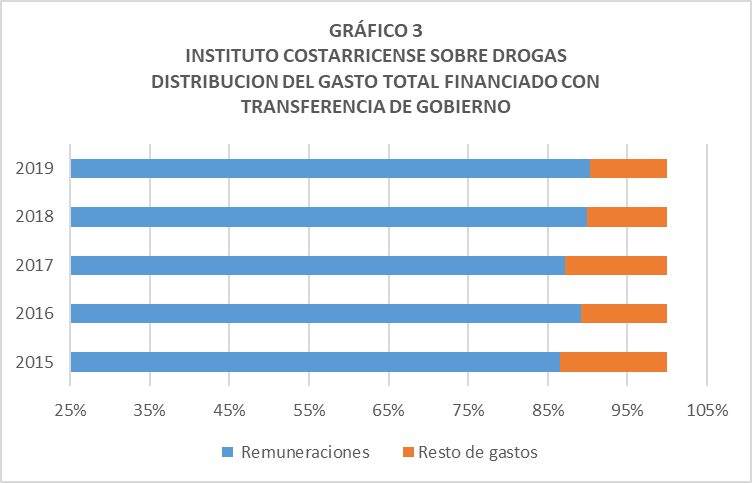 GRÁFICO 3
INSTITUTO COSTARRICENSE SOBRE DROGAS
DISTRIBUCION DEL GASTO TOTAL FINANCIADO CON
TRANSFERENCIA DE GOBIERNO
2019
2018
2017
2016
2015
25% 35% 45% 55% 65% 75% 85% 95% 105%
Remuneraciones Resto de gastos